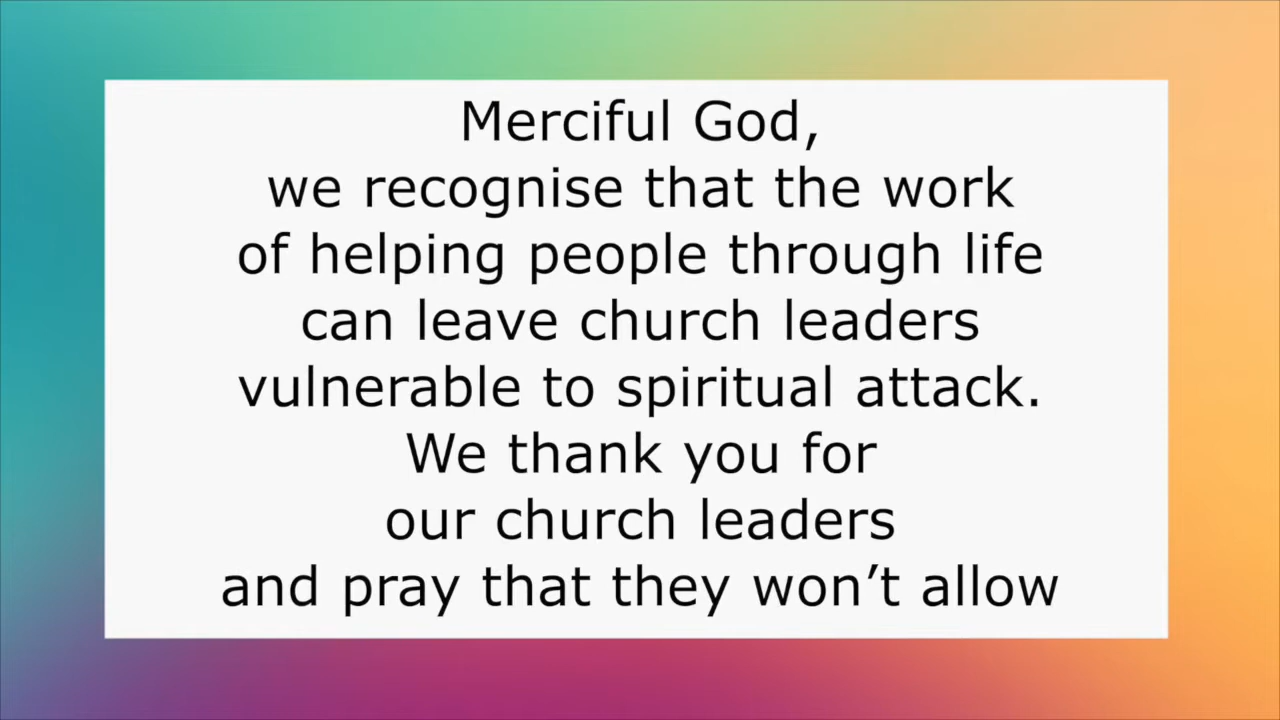 Merciful God,
we recognise that the work
of helping people through life
can leave church leaders
vulnerable to spiritual attack.
We thank you for
our church leaders
and pray that they won’t allow